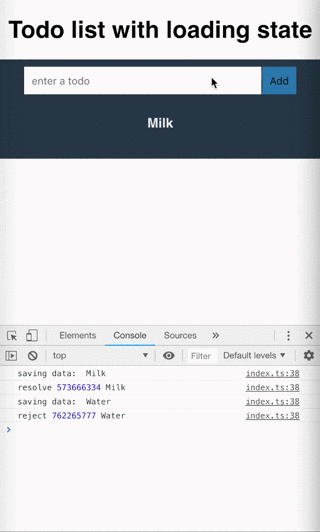 Todo list with loading state
enter a todo
Add
Milk
Elements Console Sources »
top Filter Default levels
saving data: Milk index.ts:38
resolve 573666334 Milk index.ts:38
saving data: Water index.ts:38
reject 762265777 Water index.ts:38
>